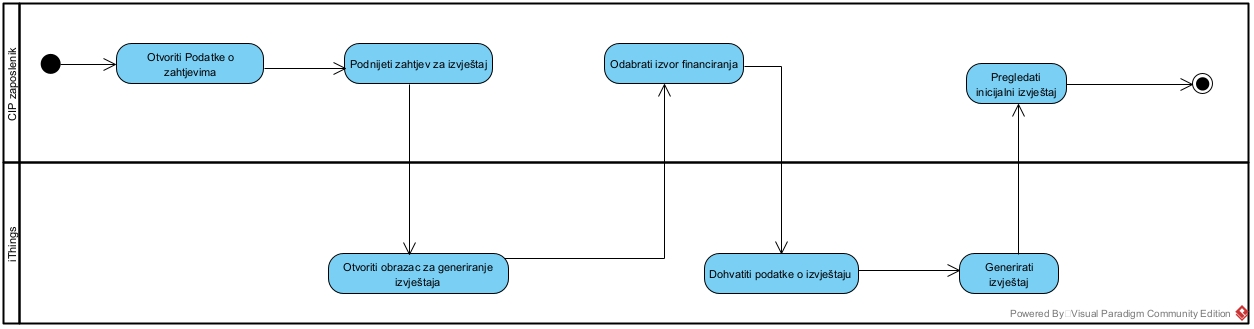 CIP zaposlenik
Otvoriti Podatke o
zahtjevima
Podnijeti zahtjev za izvještaj
Odabrati izvor financiranja
Pregledati
inicijalni izvještaj
iThings
Otvoriti obrazac za generiranje
izvještaja
Dohvatiti podatke o izvještaju
Generirati
izvještaj
Powered By Visual Paradigm Community Edition